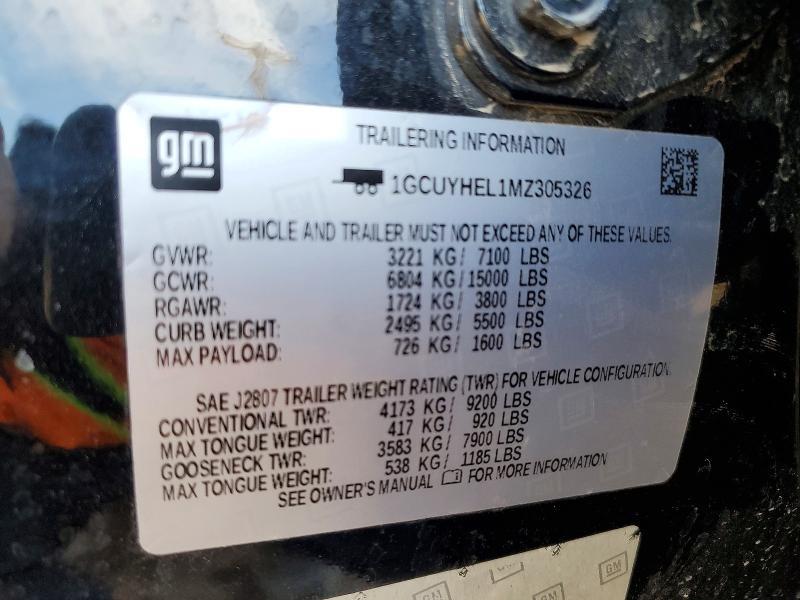 gm
TRAILERING INFORMATION
1GCUYHEL1MZ305326
VEHICLE AND TRAILER MUST NOT EXCEED ANY OF THESE VALUES.
GVWR: 3221 KG/ 7100 LBS
GCWR: 6804 KG/15000 LBS
RGAWR: 1724 KG/ 3800 LBS
CURB WEIGHT: 2495 KG/ 5500 LBS
MAX PAYLOAD: 726 KG/ 1600 LBS
SAE J2807 TRAILER WEIGHT RATING (TWR) FOR VEHICLE CONFIGURATION.
CONVENTIONAL TWR: 4173 KG/ 9200 LBS
MAX TONGUE WEIGHT: 417 KG/ 920 LBS
GOOSENECK TWR: 3583 KG/ 7900 LBS
MAX TONGUE WEIGHT: 538 KG/ 1185 LBS
SEE OWNER'S MANUAL FOR MORE INFORMATION
GM GM GM GM